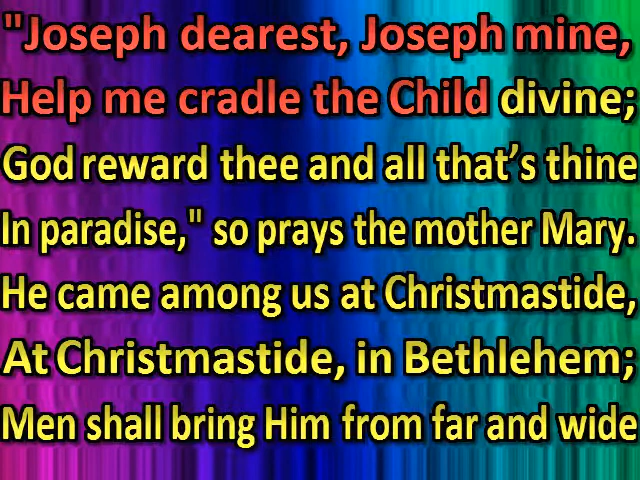 "Joseph dearest, Joseph mine,
Help me cradle the Child divine;
God reward thee and all that’s thine
In paradise," so prays the mother Mary.
He came among us at Christmastide,
At Christmastide, in Bethlehem;
Men shall bring Him from far and wide